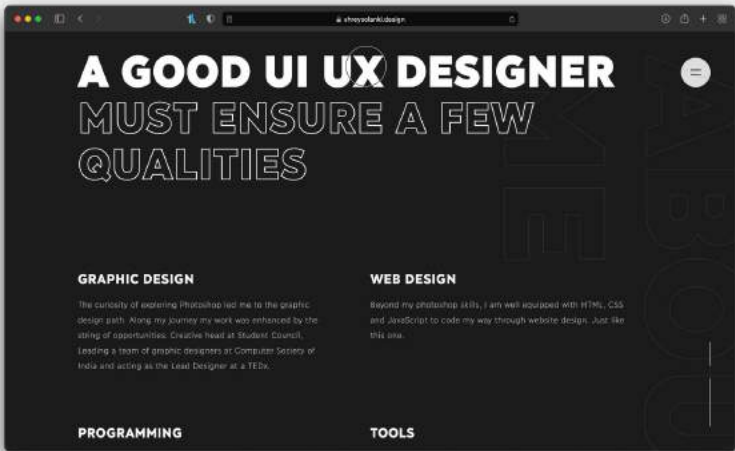 shreysolanki.design
A GOOD UI UX DESIGNER
MUST ENSURE A FEW
QUALITIES
ABOU
ME
GRAPHIC DESIGN
The curiosity of exploring Photoshop led me to the graphic
design path. Along my journey my work was enhanced by the
string of opportunities: Creative head at Student Council,
Leading a team of graphic designers at Computer Society of
India and acting as the Lead Designer at a TEDx.
WEB DESIGN
Beyond my photoshop skills, I am well equipped with HTML, CSS
and JavaScript to code my way through website design. Just like
this one.
PROGRAMMING
TOOLS